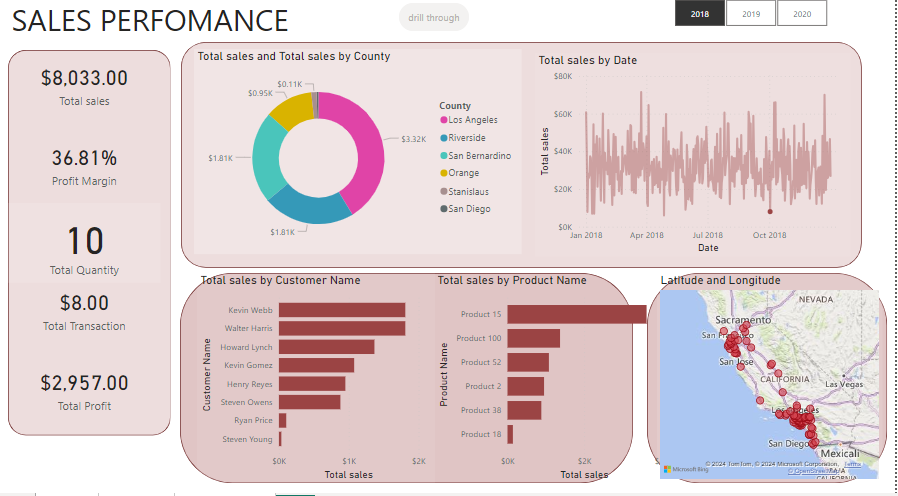 SALES PERFOMANCE
drill through
2018
2019
2020
$8,033.00
Total sales
36.81%
Profit Margin
10
Total Quantity
$8.00
Total Transaction
$2,957.00
Total Profit
Total sales and Total sales by County
$0.11K
$0.95K
$1.81K
$1.81K
$3.32K
County
Los Angeles
Riverside
San Bernardino
Orange
Stanislaus
San Diego
Total sales by Date
Total sales
$80K
$60K
$40K
$20K
$0K
Jan 2018
Apr 2018
Jul 2018
Oct 2018
Date
Total sales by Customer Name
Customer Name
Kevin Webb
Walter Harris
Howard Lynch
Kevin Gomez
Henry Reyes
Steven Owens
Ryan Price
Steven Young
$0K
$1K
$2K
Total sales
Total sales by Product Name
Product Name
Product 15
Product 100
Product 52
Product 2
Product 38
Product 18
$0K
$2K
Total sales
Latitude and Longitude
NEVADA
Sacramento
San Jose
CALIFORNIA
Las Vegas
Los Angeles
San Diego
Mexicali
Microsoft Bing
© 2024 TomTom, © 2024 Microsoft Corporation, Terms
© OpenStreetMap
CALIFORNIA